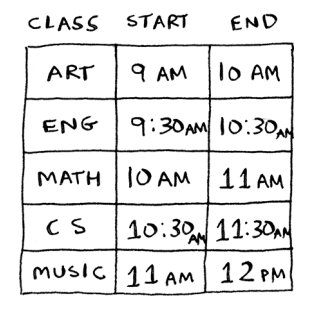 CLASS START END
ART 9 AM 10 AM
ENG 9:30AM 10:30AM
MATH 10 AM 11 AM
CS 10:30AM 11:30AM
MUSIC 11 AM 12 PM